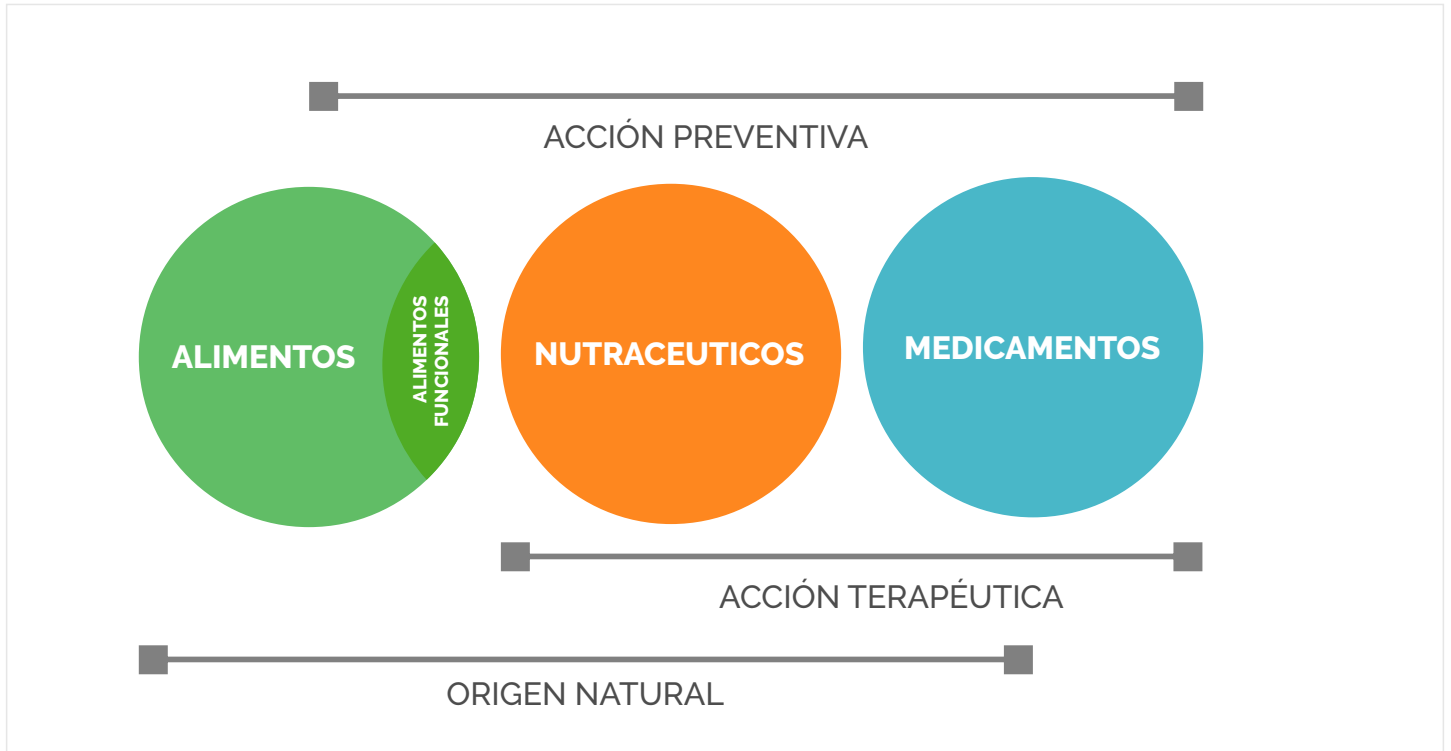 ACCIÓN PREVENTIVA
ALIMENTOS
ALIMENTOS
FUNCIONALES
NUTRACEUTICOS
MEDICAMENTOS
ACCIÓN TERAPÉUTICA
ORIGEN NATURAL